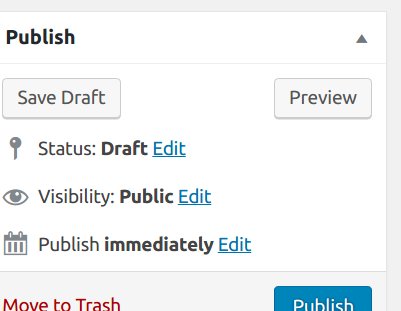 Publish
Save Draft Preview
Status: Draft Edit
Visibility: Public Edit
Publish immediately Edit
Move to Trash Publish